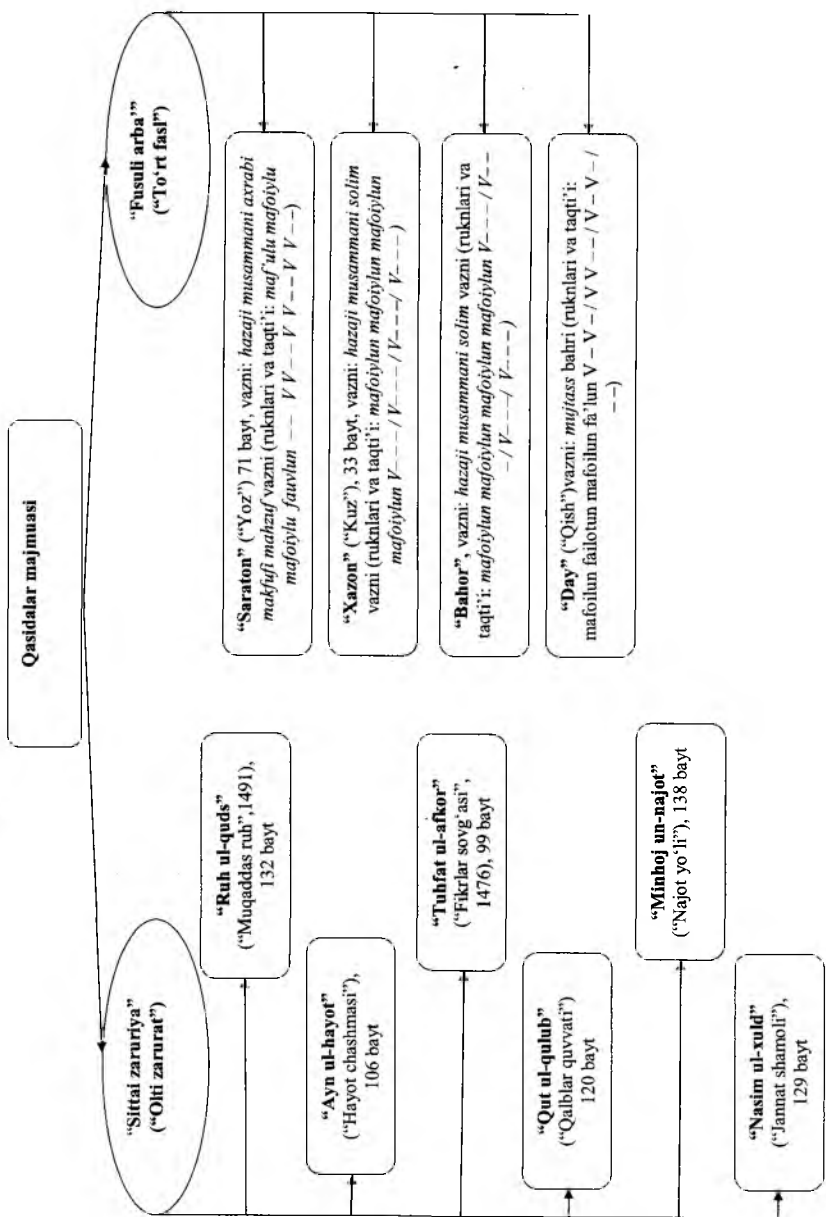 Qasidalar majmuasi
“Sittai zaruriya”
(“Olti zarurat”)
“Ruh ul-quds”
(“Muqaddas ruh”,1491),
132 bayt
“Ayn ul-hayot”
(“Hayot chashmasi”),
106 bayt
“Tuhfat ul-afkor”
(“Fikrlar sovg‘asi”,
1476), 99 bayt
“Qut ul-qulub”
(“Qalblar quvvati”)
120 bayt
“Minhoj un-najot”
(“Najot yo‘li”), 138 bayt
“Nasim ul-xuld”
(“Jannat shamoli”),
129 bayt
“Fusuli arba’”
(“To‘rt fasl”)
“Saraton” (“Yoz”) 71 bayt, vazni: hazaji musammani axrabi
makfufi mahzuf vazni (ruknlari va taqti’i: maf’ulu mafoiylu
mafoiylu fauvlun – – V V – – V V – – V V – –)
“Xazon” (“Kuz”), 33 bayt, vazni: hazaji musammani solim
vazni (ruknlari va taqti’i: mafoiylun mafoiylun mafoiylun
mafoiylun V– – – / V– – – / V– – –/ V– – – )
“Bahor”, vazni: hazaji musammani solim vazni (ruknlari va
taqti’i: mafoiylun mafoiylun mafoiylun mafoiylun V– – – / V– –
–/ V– – –/ V– – –)
“Day” (“Qish”)vazni: mujtass bahri (ruknlari va taqti’i:
mafoilun failotun mafoilun fa’lun V – V –/ V V – – / V – V – /
– –)